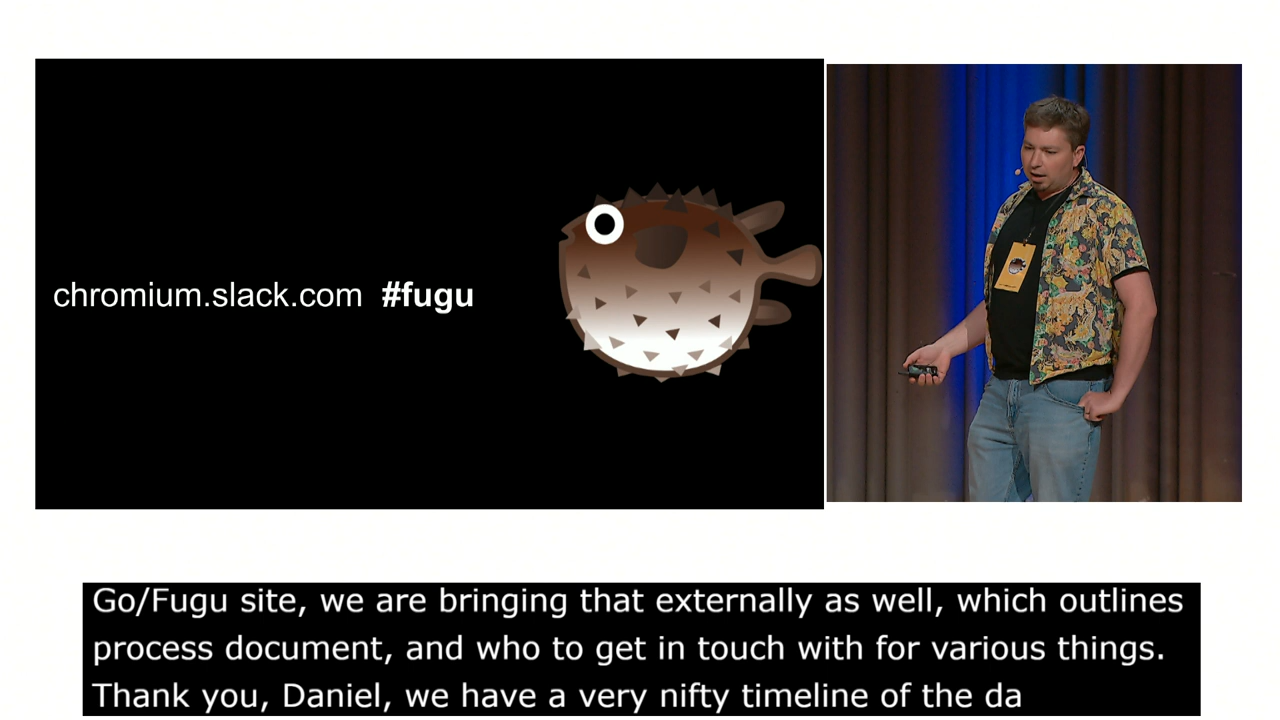 chromium.slack.com #fugu
Go/Fugu site, we are bringing that externally as well, which outlines
process document, and who to get in touch with for various things.
Thank you, Daniel, we have a very nifty timeline of the da